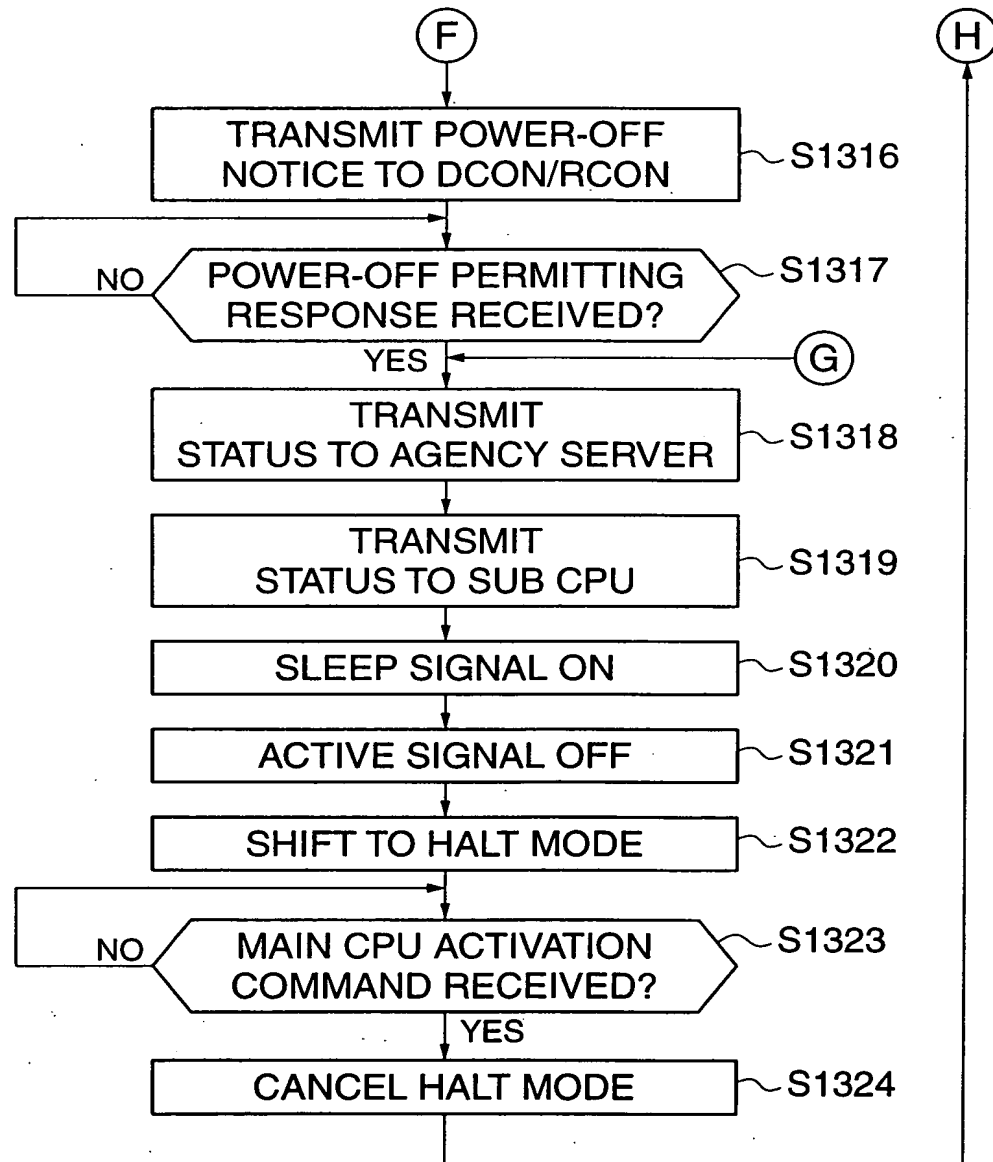 F
H
TRANSMIT POWER-OFF
NOTICE TO DCON/RCON
S1316
POWER-OFF PERMITTING
RESPONSE RECEIVED?
S1317
NO
YES
G
TRANSMIT
STATUS TO AGENCY SERVER
S1318
TRANSMIT
STATUS TO SUB CPU
S1319
SLEEP SIGNAL ON
S1320
ACTIVE SIGNAL OFF
S1321
SHIFT TO HALT MODE
S1322
MAIN CPU ACTIVATION
COMMAND RECEIVED?
S1323
NO
YES
CANCEL HALT MODE
S1324